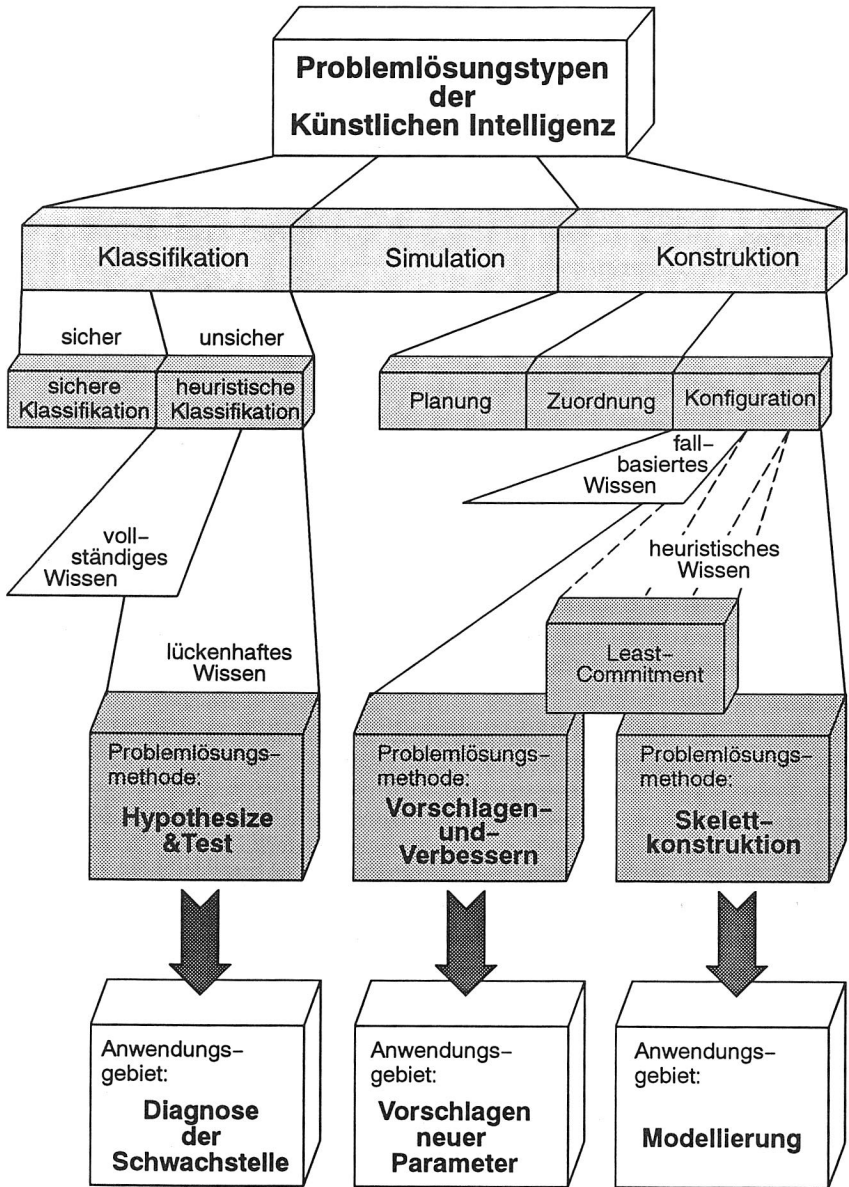 Problemlösungstypen
der
Künstlichen Intelligenz
Klassifikation
Simulation
Konstruktion
sicher
unsicher
sichere
Klassifikation
heuristische
Klassifikation
Planung
Zuordnung
Konfiguration
voll–
ständiges
Wissen
fall–
basiertes
Wissen
heuristisches
Wissen
Least–
Commitment
lückenhaftes
Wissen
Problemlösungs–
methode:
Hypothesize
&Test
Problemlösungs–
methode:
Vorschlagen–
und–
Verbessern
Problemlösungs–
methode:
Skelett–
konstruktion
Anwendungs–
gebiet:
Diagnose
der
Schwachstelle
Anwendungs–
gebiet:
Vorschlagen
neuer
Parameter
Anwendungs–
gebiet:
Modellierung